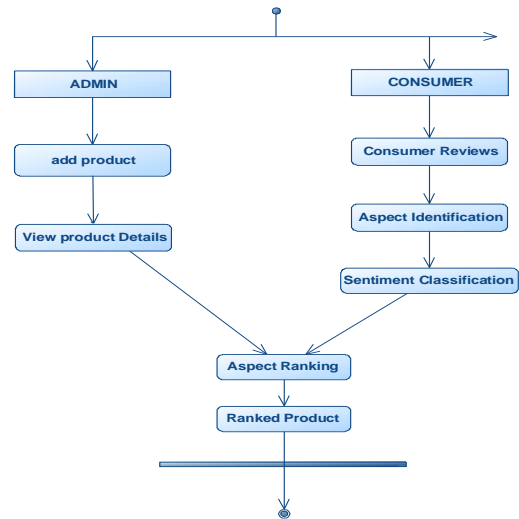 ADMIN
CONSUMER
add product
Consumer Reviews
View product Details
Aspect Identification
Sentiment Classification
Aspect Ranking
Ranked Product